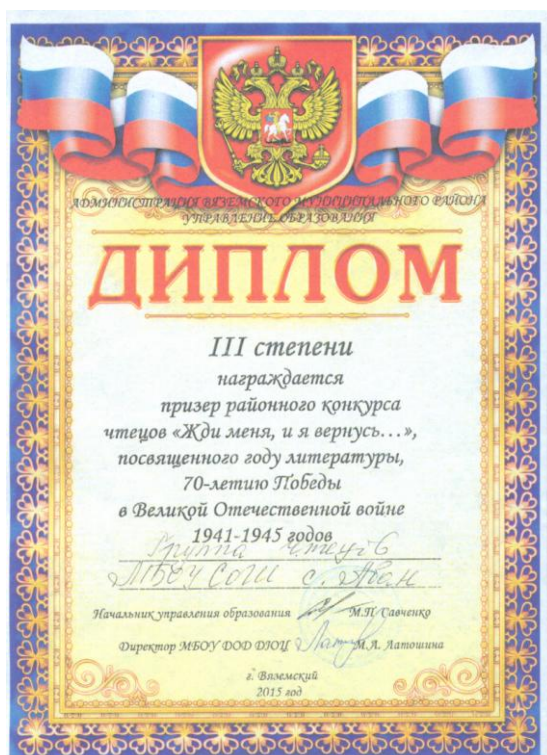 АДМИНИСТРАЦИЯ ВЯЗЕМСКОГО МУНИЦИПАЛЬНОГО РАЙОНА
УПРАВЛЕНИЕ ОБРАЗОВАНИЯ
ДИПЛОМ
III степени
награждается
призер районного конкурса
чтецов «Жди меня, и я вернусь...»,
посвященного году литературы,
70-летию Победы
в Великой Отечественной войне
1941-1945 годов
Группа чтецов
МБОУ СОШ с. Аван
Начальник управления образования М.П. Савченко
Директор МБОУ DOD ДЮЦ М.А. Латошина
г. Вяземский
2015 год